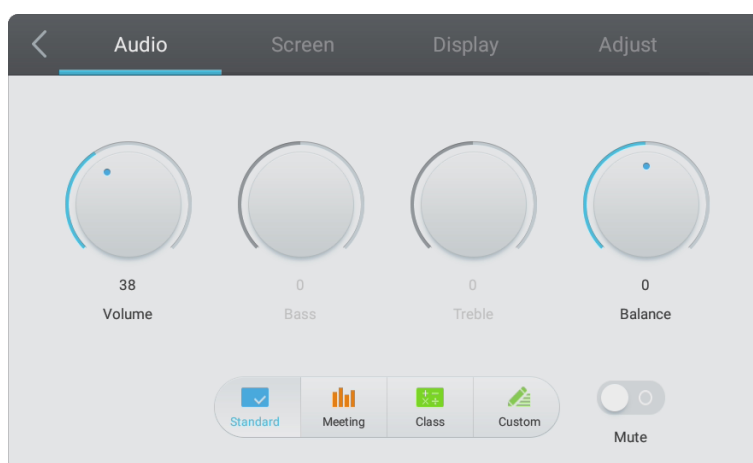 Audio Screen Display Adjust
38 0 0 0
Volume Bass Treble Balance
Standard Meeting Class Custom
Mute